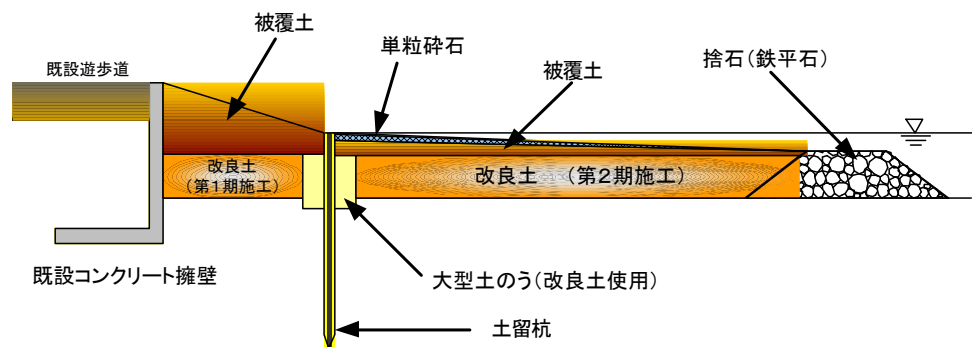 被覆土
単粒砕石
捨石(鉄平石)
既設遊歩道
被覆土
改良土
(第1期施工)
改良土 (第2期施工)
既設コンクリート擁壁
大型土のう(改良土使用)
土留杭